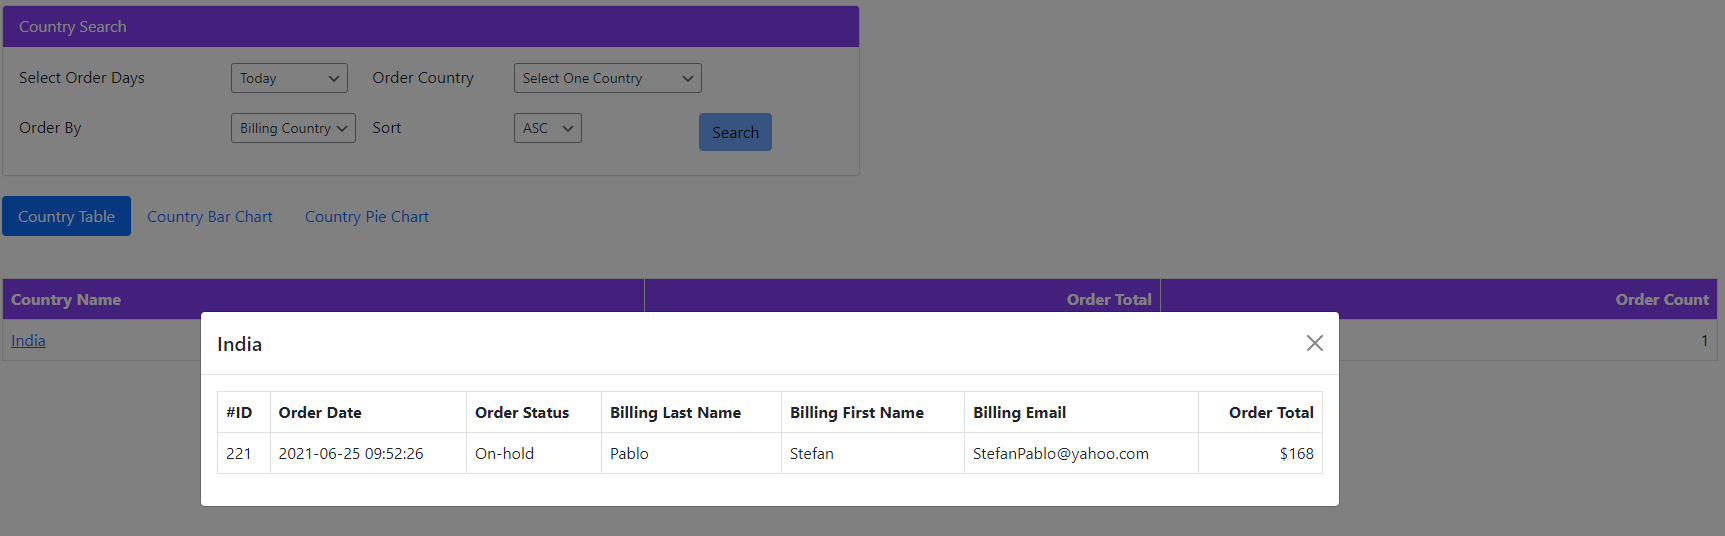 Country Search
Select Order Days Today Order Country Select One Country
Order By Billing Country Sort ASC Search
Country Table Country Bar Chart Country Pie Chart
Country Name Order Total Order Count
India 1
India
#ID Order Date Order Status Billing Last Name Billing First Name Billing Email Order Total
221 2021-06-25 09:52:26 On-hold Pablo Stefan StefanPablo@yahoo.com $168